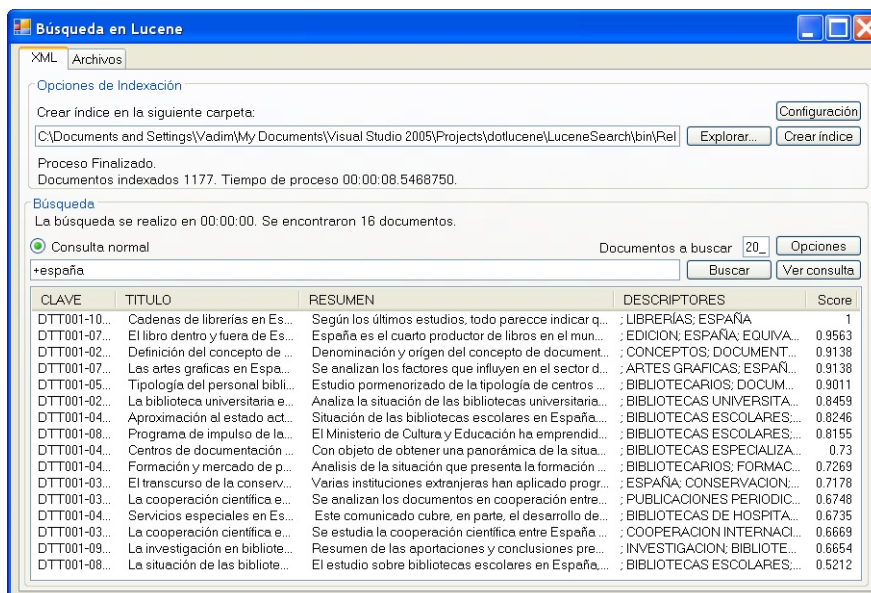 Búsqueda en Lucene
XML Archivos
Opciones de Indexación
Crear índice en la siguiente carpeta: Configuración
C:\Documents and Settings\Vadim\My Documents\Visual Studio 2005\Projects\dotlucene\LuceneSearch\bin\Rel Explorar... Crear índice
Proceso Finalizado.
Documentos indexados 1177. Tiempo de proceso 00:00:08.5468750.
Búsqueda
La búsqueda se realizo en 00:00:00. Se encontraron 16 documentos.
Consulta normal Documentos a buscar 20_ Opciones
+españa Buscar Ver consulta
CLAVE TITULO RESUMEN DESCRIPTORES Score
DTT001-10... Cadenas de librerías en Es... Según los últimos estudios, todo parecce indicar q... ; LIBRERÍAS; ESPAÑA 1
DTT001-07... El libro dentro y fuera de Es... España es el cuarto productor de libros en el mun... ; EDICION; ESPAÑA; EQUIVA... 0.9563
DTT001-02... Definición del concepto de ... Denominación y orígen del concepto de document... ; CONCEPTOS; DOCUMENT... 0.9138
DTT001-07... Las artes graficas en Espa... Se analizan los factores que influyen en el sector d... ; ARTES GRAFICAS; ESPAÑ... 0.9138
DTT001-05... Tipología del personal bibli... Estudio pormenorizado de la tipología de centros ... ; BIBLIOTECARIOS; DOCUM... 0.9011
DTT001-02... La biblioteca universitaria e... Analiza la situación de las bibliotecas universitaria... ; BIBLIOTECAS UNIVERSITA... 0.8459
DTT001-04... Aproximación al estado act... Situación de las bibliotecas escolares en España.... ; BIBLIOTECAS ESCOLARES;... 0.8246
DTT001-08... Programa de impulso de la... El Ministerio de Cultura y Educación ha emprendid... ; BIBLIOTECAS ESCOLARES;... 0.8155
DTT001-04... Centros de documentación ... Con objeto de obtener una panorámica de la situa... ; BIBLIOTECAS ESPECIALIZA... 0.73
DTT001-04... Formación y mercado de p... Analisis de la situación que presenta la formación ... ; BIBLIOTECARIOS; FORMAC... 0.7269
DTT001-03... El transcurso de la conserv... Varias instituciones extranjeras han aplicado progr... ; ESPAÑA; CONSERVACION;... 0.7178
DTT001-03... La cooperación científica e... Se analizan los documentos en cooperación entre... ; PUBLICACIONES PERIODIC... 0.6748
DTT001-04... Servicios especiales en Es... Este comunicado cubre, en parte, el desarrollo de... ; BIBLIOTECAS DE HOSPITA... 0.6735
DTT001-03... La cooperación científica e... Se estudia la cooperación científica entre España ... ; COOPERACION INTERNACI... 0.6669
DTT001-09... La investigación en bibliote... Resumen de las aportaciones y conclusiones pre... ; INVESTIGACION; BIBLIOTE... 0.6654
DTT001-08... La situación de las bibliote... El estudio sobre bibliotecas escolares en España,... ; BIBLIOTECAS ESCOLARES;... 0.5212